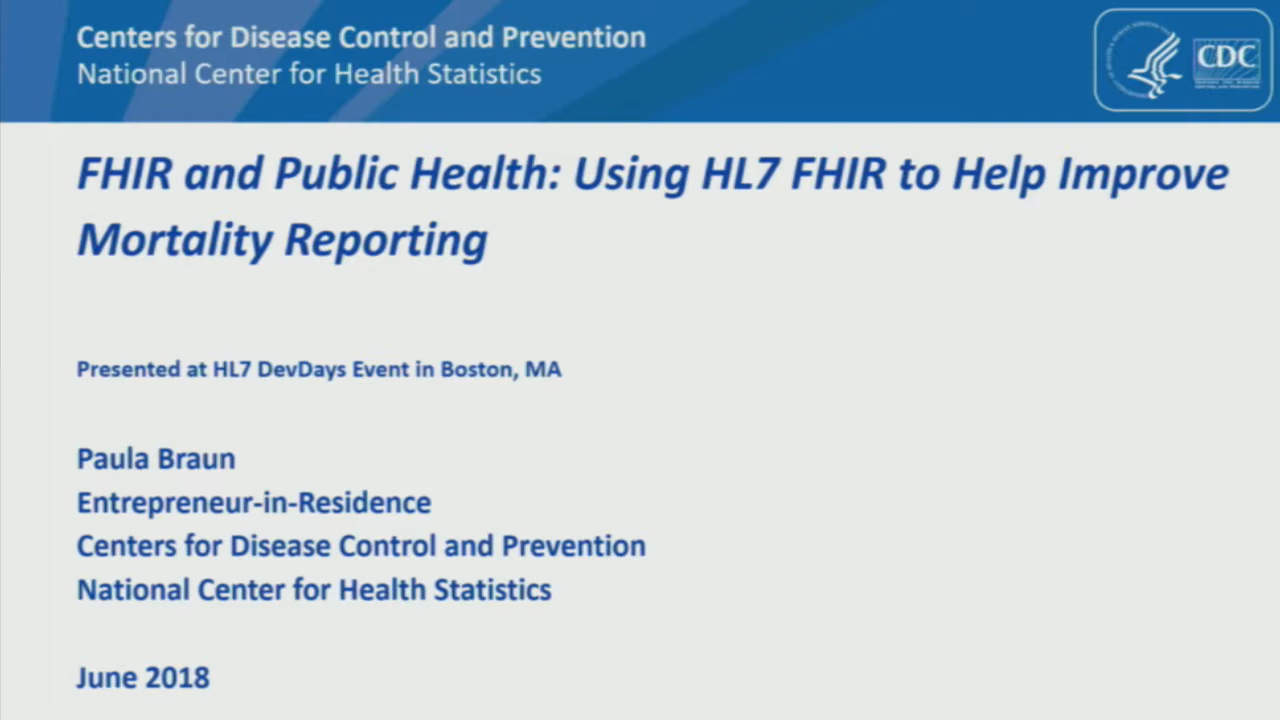 Centers for Disease Control and Prevention
National Center for Health Statistics
CDC
FHIR and Public Health: Using HL7 FHIR to Help Improve
Mortality Reporting
Presented at HL7 DevDays Event in Boston, MA
Paula Braun
Entrepreneur-in-Residence
Centers for Disease Control and Prevention
National Center for Health Statistics
June 2018